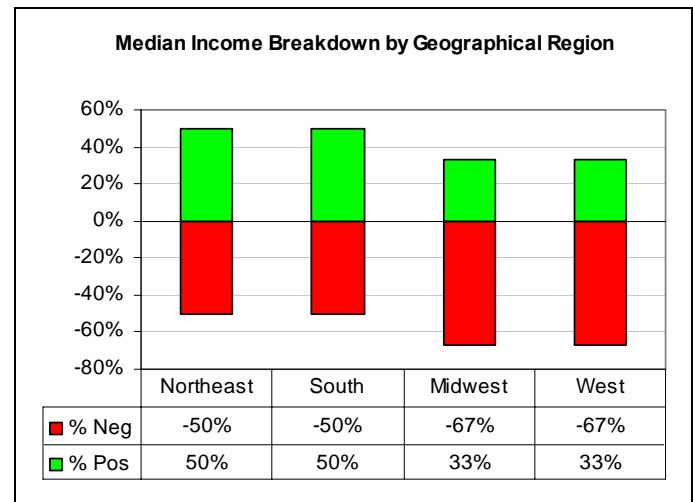 Median Income Breakdown by Geographical Region
60%
40%
20%
0%
-20%
-40%
-60%
-80%
Northeast South Midwest West
% Neg -50% -50% -67% -67%
% Pos 50% 50% 33% 33%